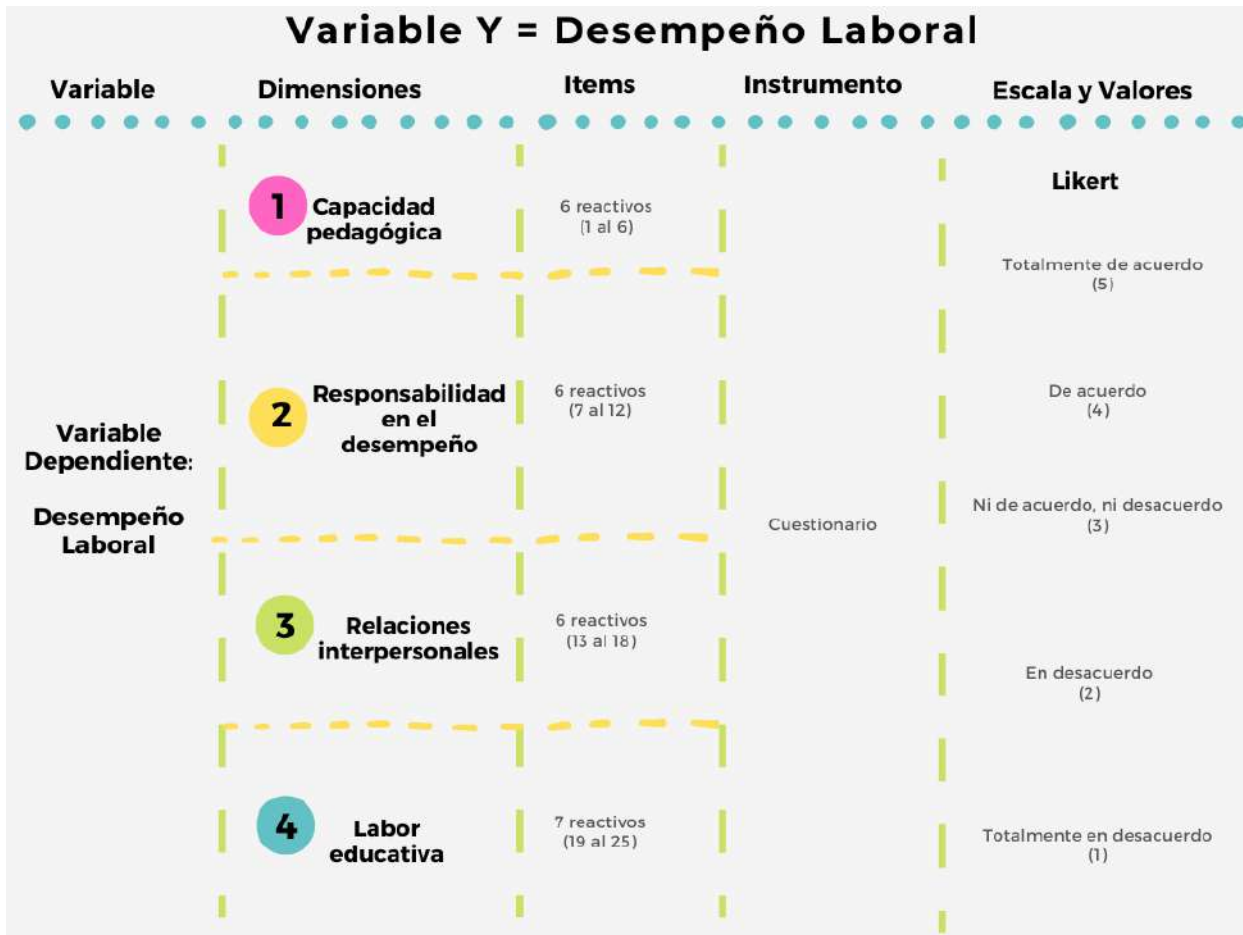 Variable Y = Desempeño Laboral
Variable
Dimensiones
Items
Instrumento
Escala y Valores
Variable
Dependiente:
Desempeño
Laboral
1
Capacidad
pedagógica
6 reactivos
(1 al 6)
2
Responsabilidad
en el
desempeño
6 reactivos
(7 al 12)
3
Relaciones
interpersonales
6 reactivos
(13 al 18)
4
Labor
educativa
7 reactivos
(19 al 25)
Cuestionario
Likert
Totalmente de acuerdo
(5)
De acuerdo
(4)
Ni de acuerdo, ni desacuerdo
(3)
En desacuerdo
(2)
Totalmente en desacuerdo
(1)